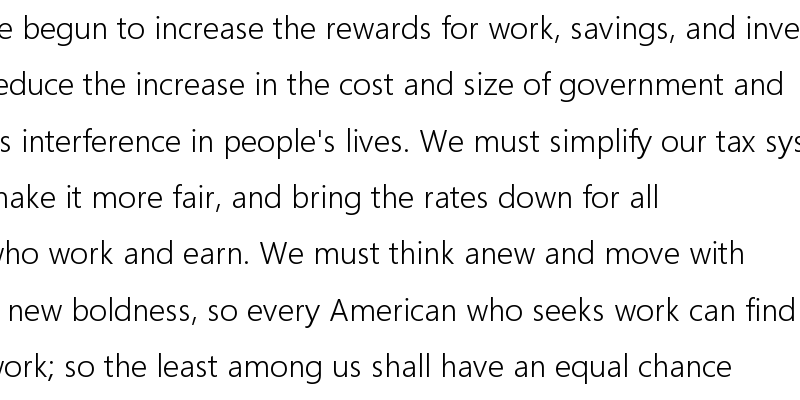 e begun to increase the rewards for work, savings, and inve
educe the increase in the cost and size of government and
s interference in people's lives. We must simplify our tax sys
make it more fair, and bring the rates down for all
who work and earn. We must think anew and move with
new boldness, so every American who seeks work can find
work; so the least among us shall have an equal chance